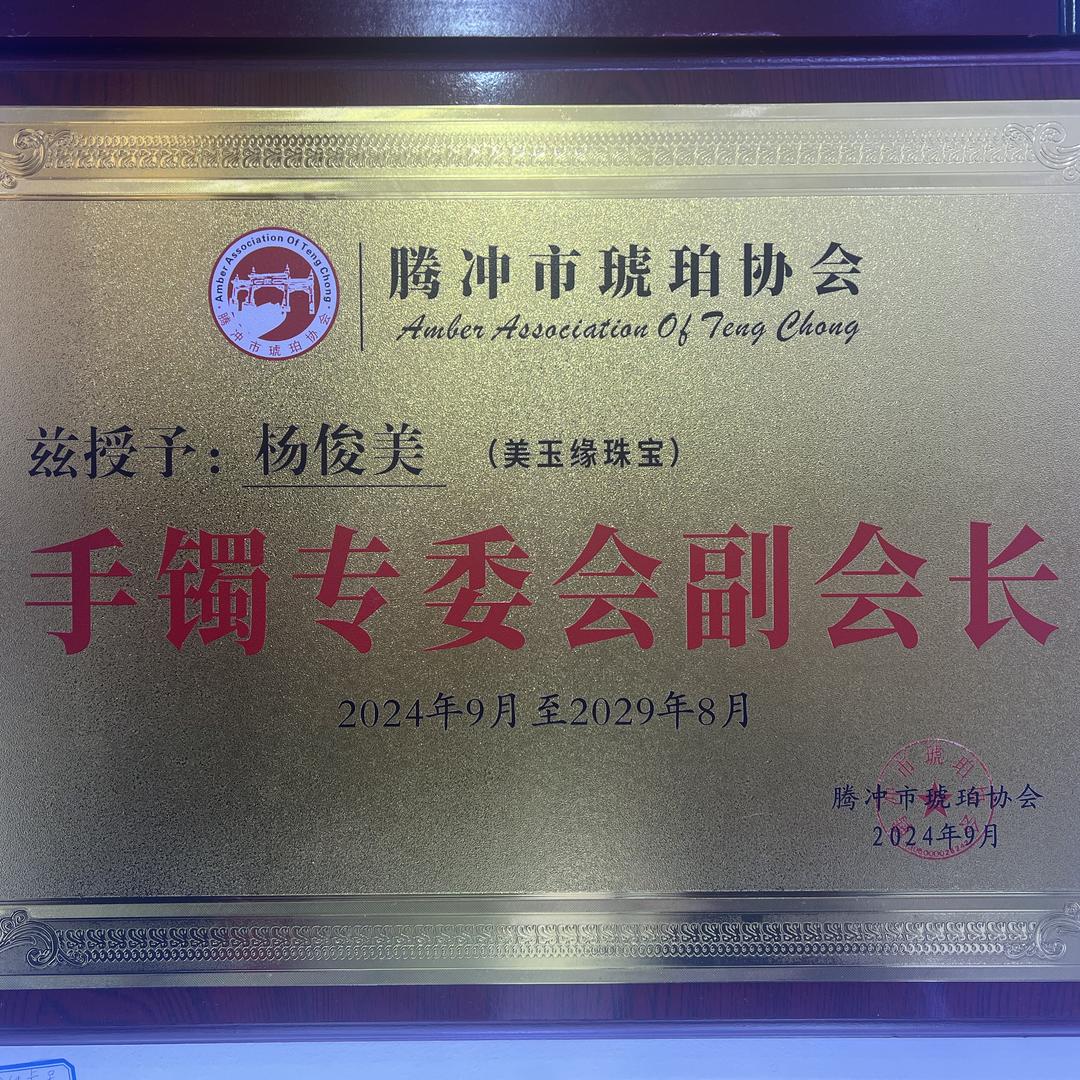 Amber Association Of Teng Chong
腾冲市琥珀协会
腾冲市琥珀协会
Amber Association Of Teng Chong
兹授予：杨俊美 （美玉缘珠宝）
手镯专委会副会长
2024年9月至2029年8月
腾冲市琥珀协会
2024年9月